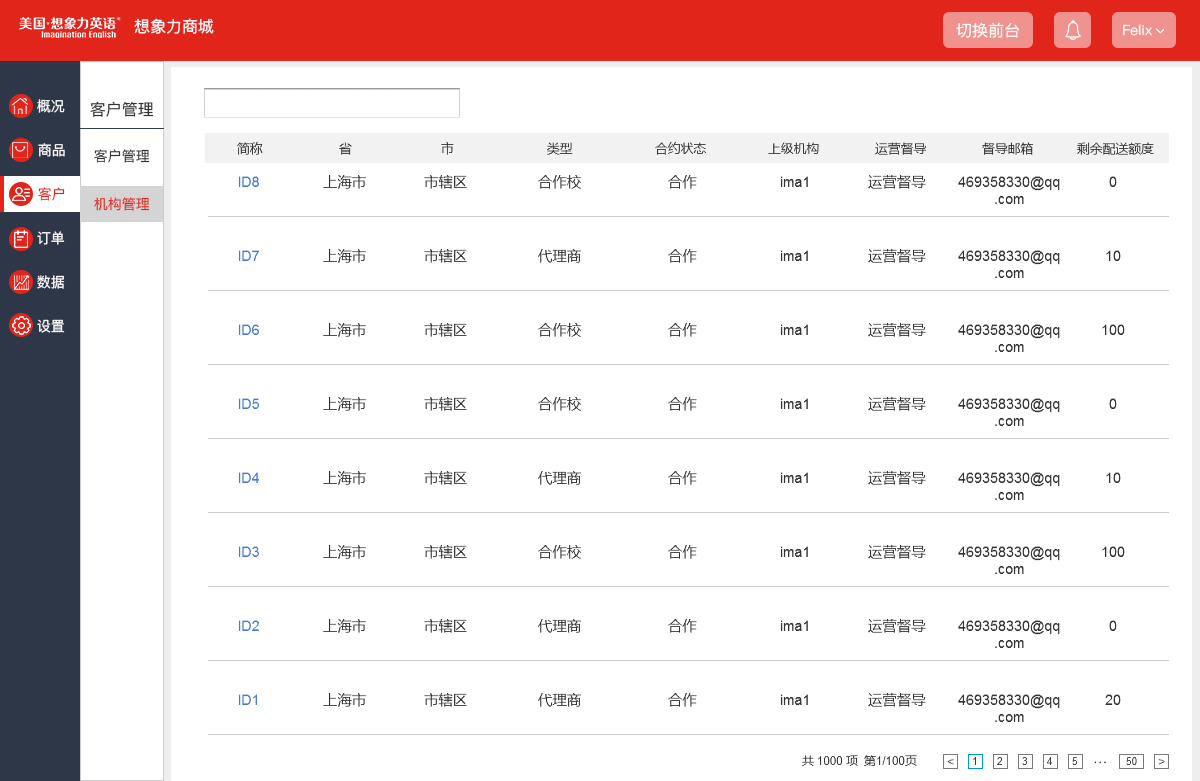 美国·想象力英语
Imagination English
想象力商城
切换前台
Felix
概况
商品
客户
订单
数据
设置
客户管理
客户管理
机构管理
简称 省 市 类型 合约状态 上级机构 运营督导 督导邮箱 剩余配送额度
ID8 上海市 市辖区 合作校 合作 ima1 运营督导 469358330@qq 0
.com
ID7 上海市 市辖区 代理商 合作 ima1 运营督导 469358330@qq 10
.com
ID6 上海市 市辖区 合作校 合作 ima1 运营督导 469358330@qq 100
.com
ID5 上海市 市辖区 合作校 合作 ima1 运营督导 469358330@qq 0
.com
ID4 上海市 市辖区 代理商 合作 ima1 运营督导 469358330@qq 10
.com
ID3 上海市 市辖区 合作校 合作 ima1 运营督导 469358330@qq 100
.com
ID2 上海市 市辖区 代理商 合作 ima1 运营督导 469358330@qq 0
.com
ID1 上海市 市辖区 代理商 合作 ima1 运营督导 469358330@qq 20
.com
共 1000 项 第1/100页 < 1 2 3 4 5 ... 50 >